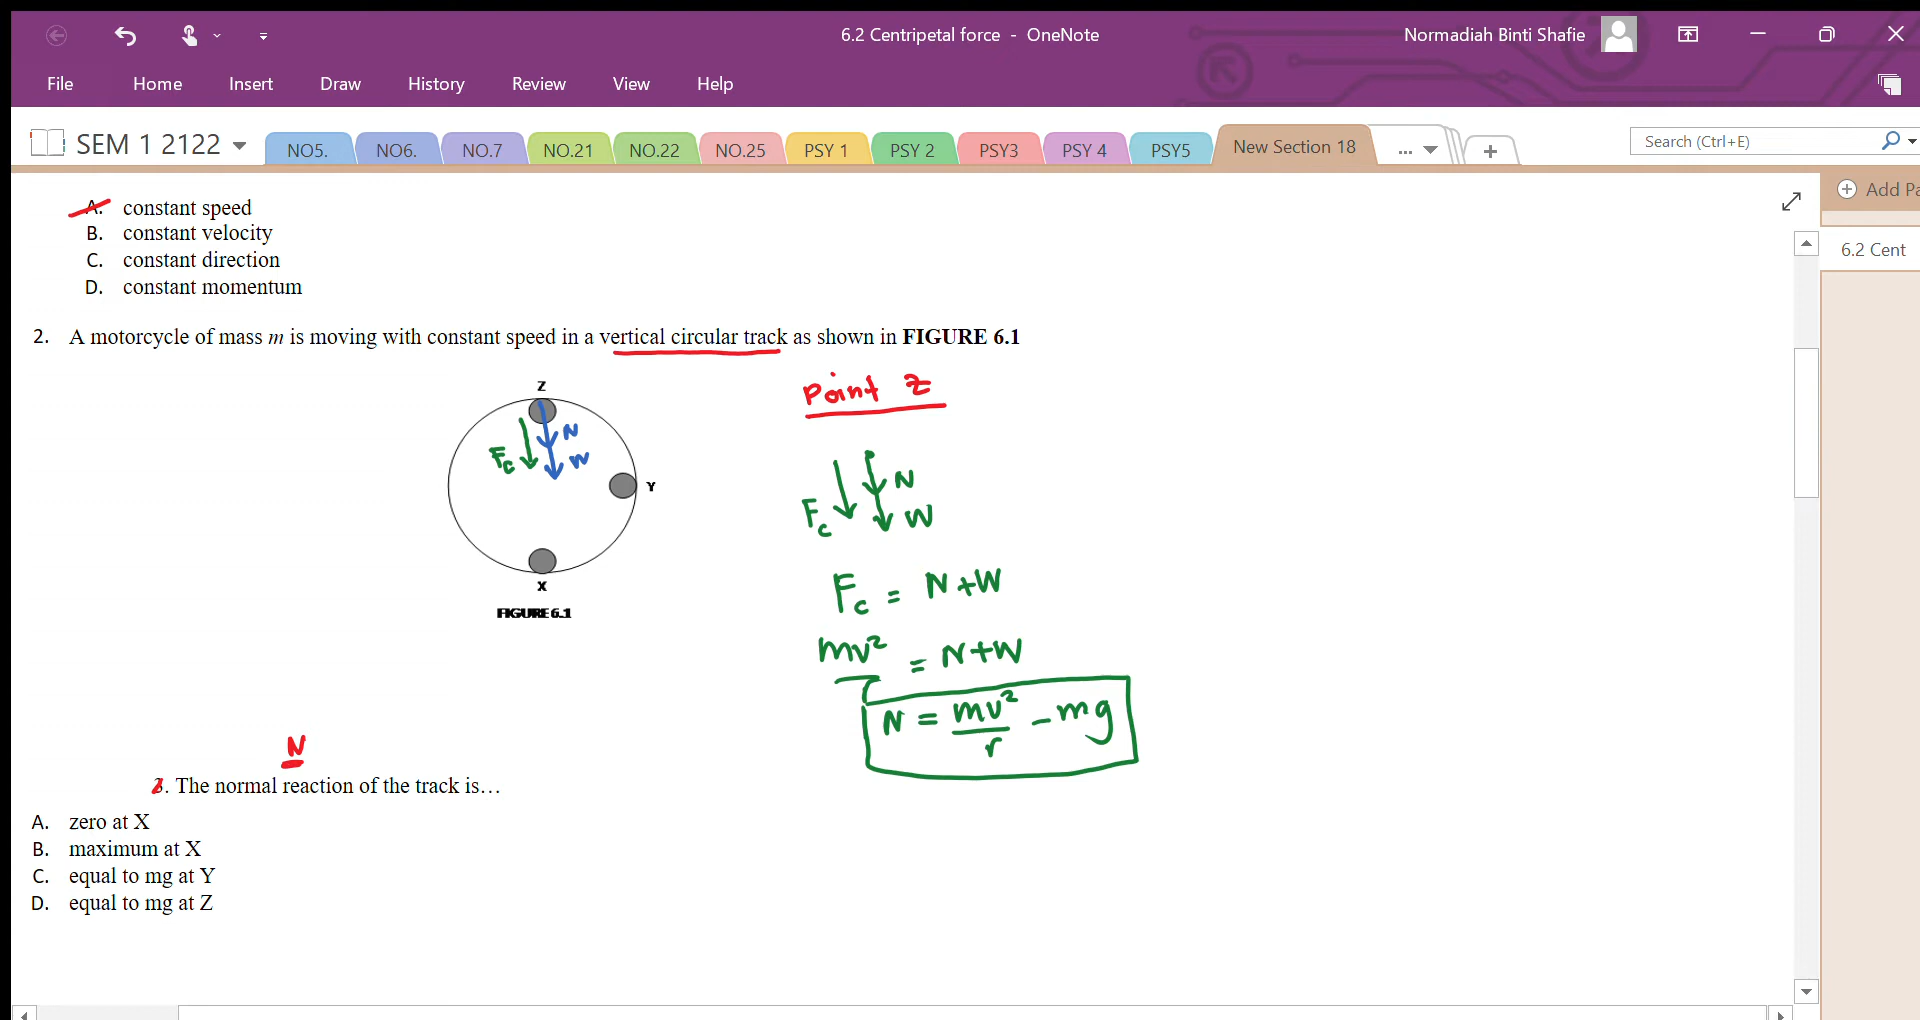 6.2 Centripetal force - OneNote
Normadiah Binti Shafie
File Home Insert Draw History Review View Help
SEM 1 2122
NO5. NO6. NO.7 NO.21 NO.22 NO.25 PSY 1 PSY 2 PSY3 PSY 4 PSY5 New Section 18 ...
Search (Ctrl+E)
Add Pa
6.2 Cent
A. constant speed
B. constant velocity
C. constant direction
D. constant momentum
2. A motorcycle of mass m is moving with constant speed in a vertical circular track as shown in FIGURE 6.1
Z
N
Fc
W
Y
X
FIGURE 6.1
Point Z
N
Fc
W
Fc = N+W
mv²/r = N+W
N = mv²/r - mg
N
. The normal reaction of the track is…
A. zero at X
B. maximum at X
C. equal to mg at Y
D. equal to mg at Z